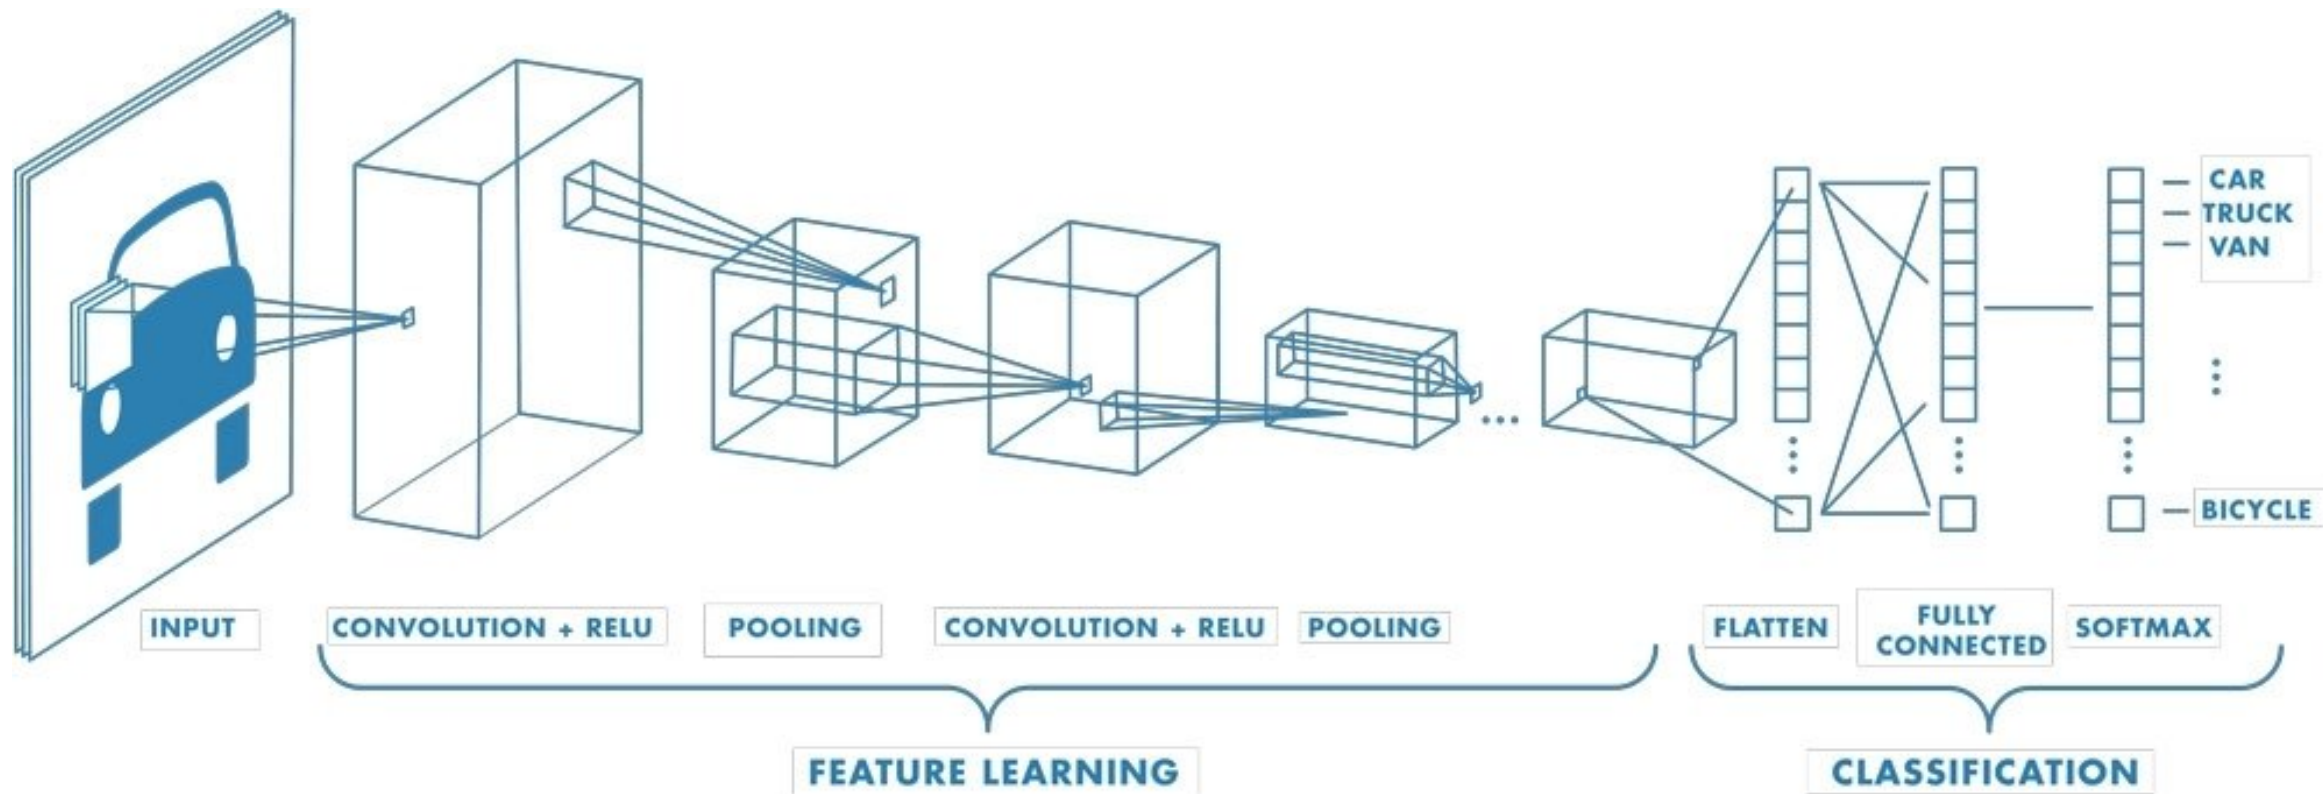 CAR
TRUCK
VAN
BICYCLE
INPUT
CONVOLUTION + RELU
POOLING
CONVOLUTION + RELU
POOLING
FLATTEN
FULLY
CONNECTED
SOFTMAX
FEATURE LEARNING
CLASSIFICATION